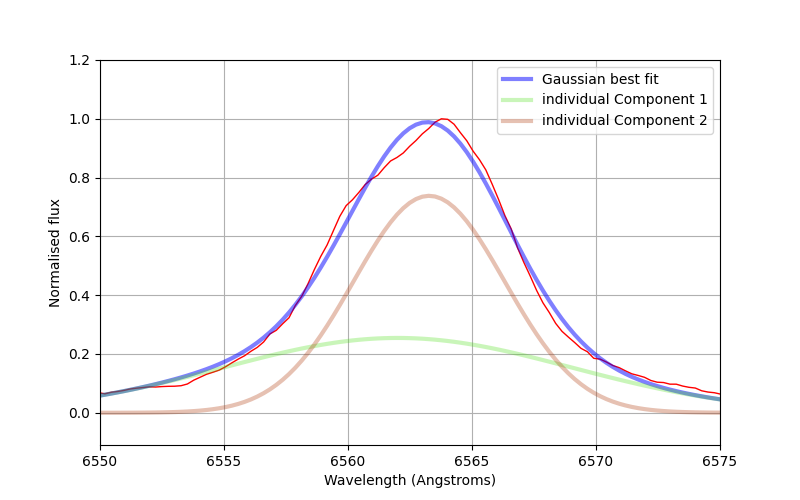 1.2
1.0
0.8
0.6
0.4
0.2
0.0
Normalised flux
Gaussian best fit
individual Component 1
individual Component 2
6550 6555 6560 6565 6570 6575
Wavelength (Angstroms)